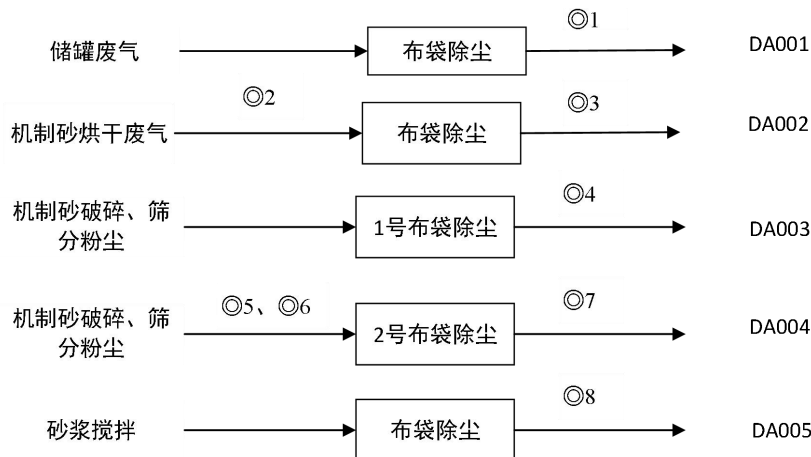 ◎1
储罐废气
布袋除尘
DA001
◎2
◎3
机制砂烘干废气
布袋除尘
DA002
◎4
机制砂破碎、筛
分粉尘
1号布袋除尘
DA003
◎5、◎6
◎7
机制砂破碎、筛
分粉尘
2号布袋除尘
DA004
◎8
砂浆搅拌
布袋除尘
DA005